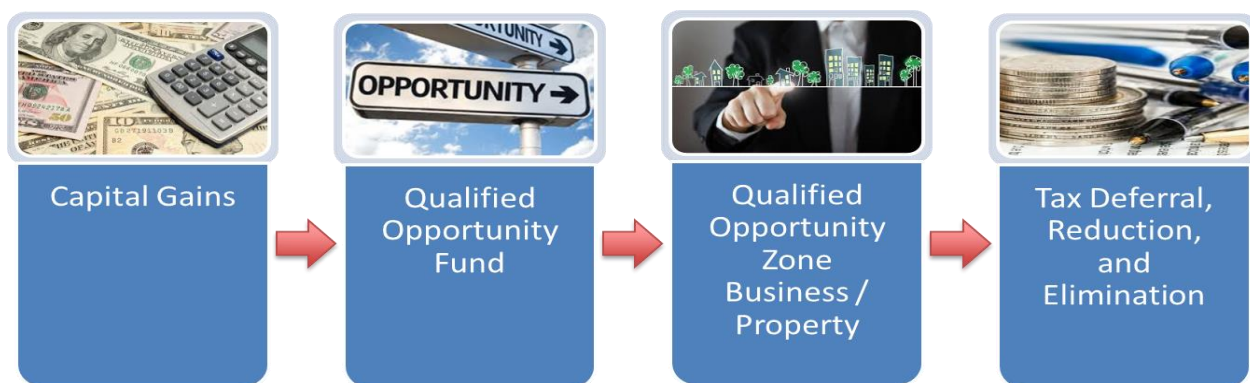 OPPORTUNITY
Capital Gains
Qualified
Opportunity
Fund
Qualified
Opportunity
Zone
Business /
Property
Tax Deferral,
Reduction,
and
Elimination